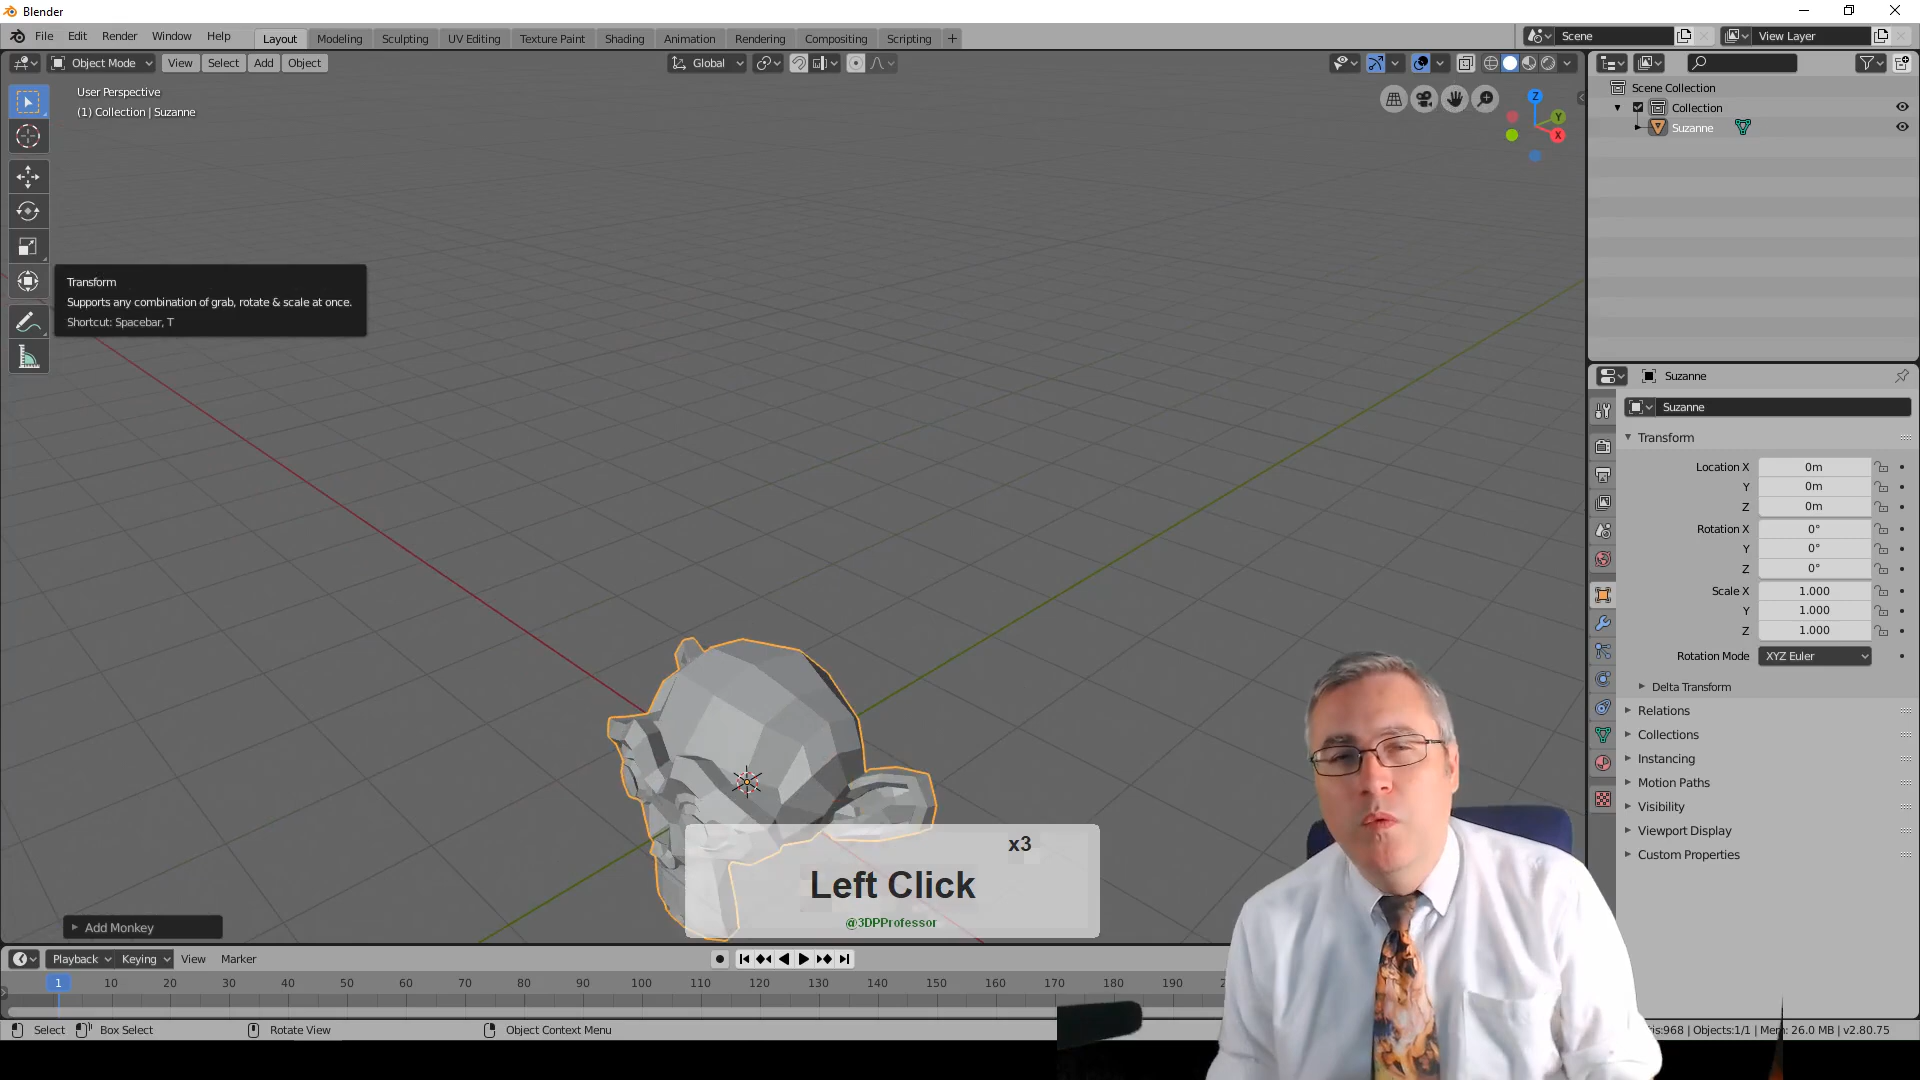 Blender
File Edit Render Window Help
Layout Modeling Sculpting UV Editing Texture Paint Shading Animation Rendering Compositing Scripting +
Scene
View Layer
Object Mode View Select Add Object
Global
User Perspective
(1) Collection | Suzanne
Z
Y
X
Scene Collection
Collection
Suzanne
Transform
Supports any combination of grab, rotate & scale at once.
Shortcut: Spacebar, T
Suzanne
Suzanne
Transform
Location X 0m
Y 0m
Z 0m
Rotation X 0°
Y 0°
Z 0°
Scale X 1.000
Y 1.000
Z 1.000
Rotation Mode XYZ Euler
Delta Transform
Relations
Collections
Instancing
Motion Paths
Visibility
Viewport Display
Custom Properties
x3
Left Click
@3DPProfessor
Add Monkey
Playback Keying View Marker
1 10 20 30 40 50 60 70 80 90 100 110 120 130 140 150 160 170 180 190
Select Box Select Rotate View Object Context Menu
is:968 | Objects:1/1 | Mem: 26.0 MB | v2.80.75